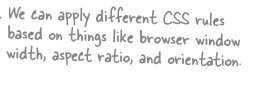 We can apply different CSS rules
based on things like browser window
width, aspect ratio, and orientation.